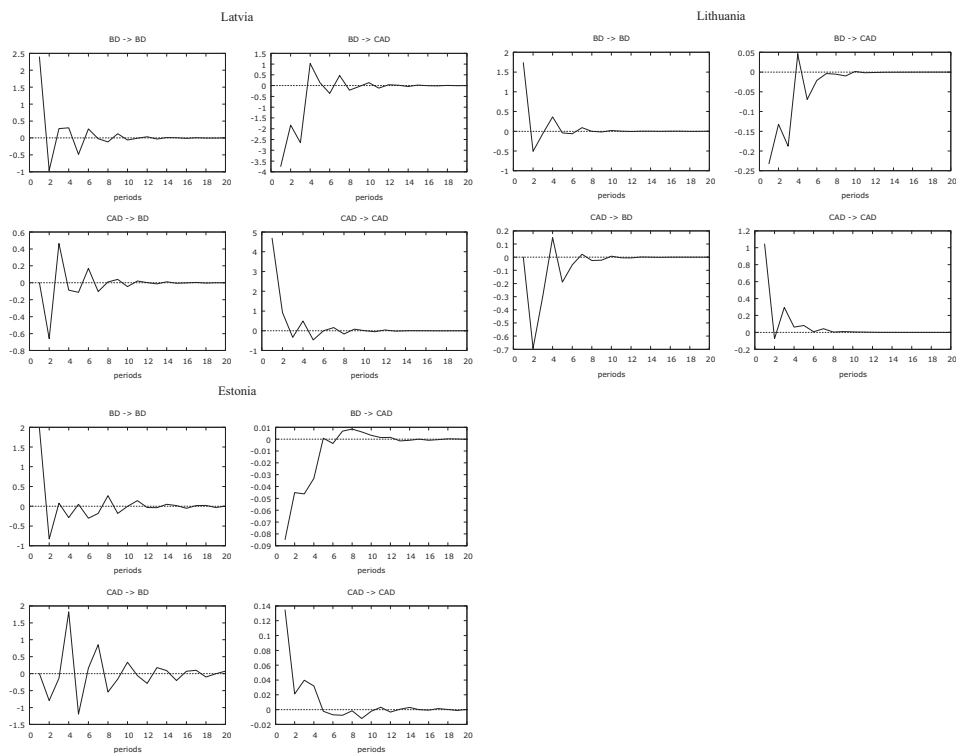 Latvia
BD -> BD
2.5
2
1.5
1
0.5
0
-0.5
-1
0 2 4 6 8 10 12 14 16 18 20
periods
BD -> CAD
1.5
1
0.5
0
-0.5
-1
-1.5
-2
-2.5
-3
-3.5
-4
0 2 4 6 8 10 12 14 16 18 20
periods
CAD -> BD
0.6
0.4
0.2
0
-0.2
-0.4
-0.6
-0.8
0 2 4 6 8 10 12 14 16 18 20
periods
CAD -> CAD
5
4
3
2
1
0
-1
0 2 4 6 8 10 12 14 16 18 20
periods
Lithuania
BD -> BD
2
1.5
1
0.5
0
-0.5
-1
0 2 4 6 8 10 12 14 16 18 20
periods
BD -> CAD
0.05
0
-0.05
-0.1
-0.15
-0.2
-0.25
0 2 4 6 8 10 12 14 16 18 20
periods
CAD -> BD
0.2
0.1
0
-0.1
-0.2
-0.3
-0.4
-0.5
-0.6
-0.7
0 2 4 6 8 10 12 14 16 18 20
periods
CAD -> CAD
1.2
1
0.8
0.6
0.4
0.2
0
-0.2
0 2 4 6 8 10 12 14 16 18 20
periods
Estonia
BD -> BD
2
1.5
1
0.5
0
-0.5
-1
0 2 4 6 8 10 12 14 16 18 20
periods
BD -> CAD
0.01
0
-0.01
-0.02
-0.03
-0.04
-0.05
-0.06
-0.07
-0.08
-0.09
0 2 4 6 8 10 12 14 16 18 20
periods
CAD -> BD
2
1.5
1
0.5
0
-0.5
-1
-1.5
0 2 4 6 8 10 12 14 16 18 20
periods
CAD -> CAD
0.14
0.12
0.1
0.08
0.06
0.04
0.02
0
-0.02
0 2 4 6 8 10 12 14 16 18 20
periods